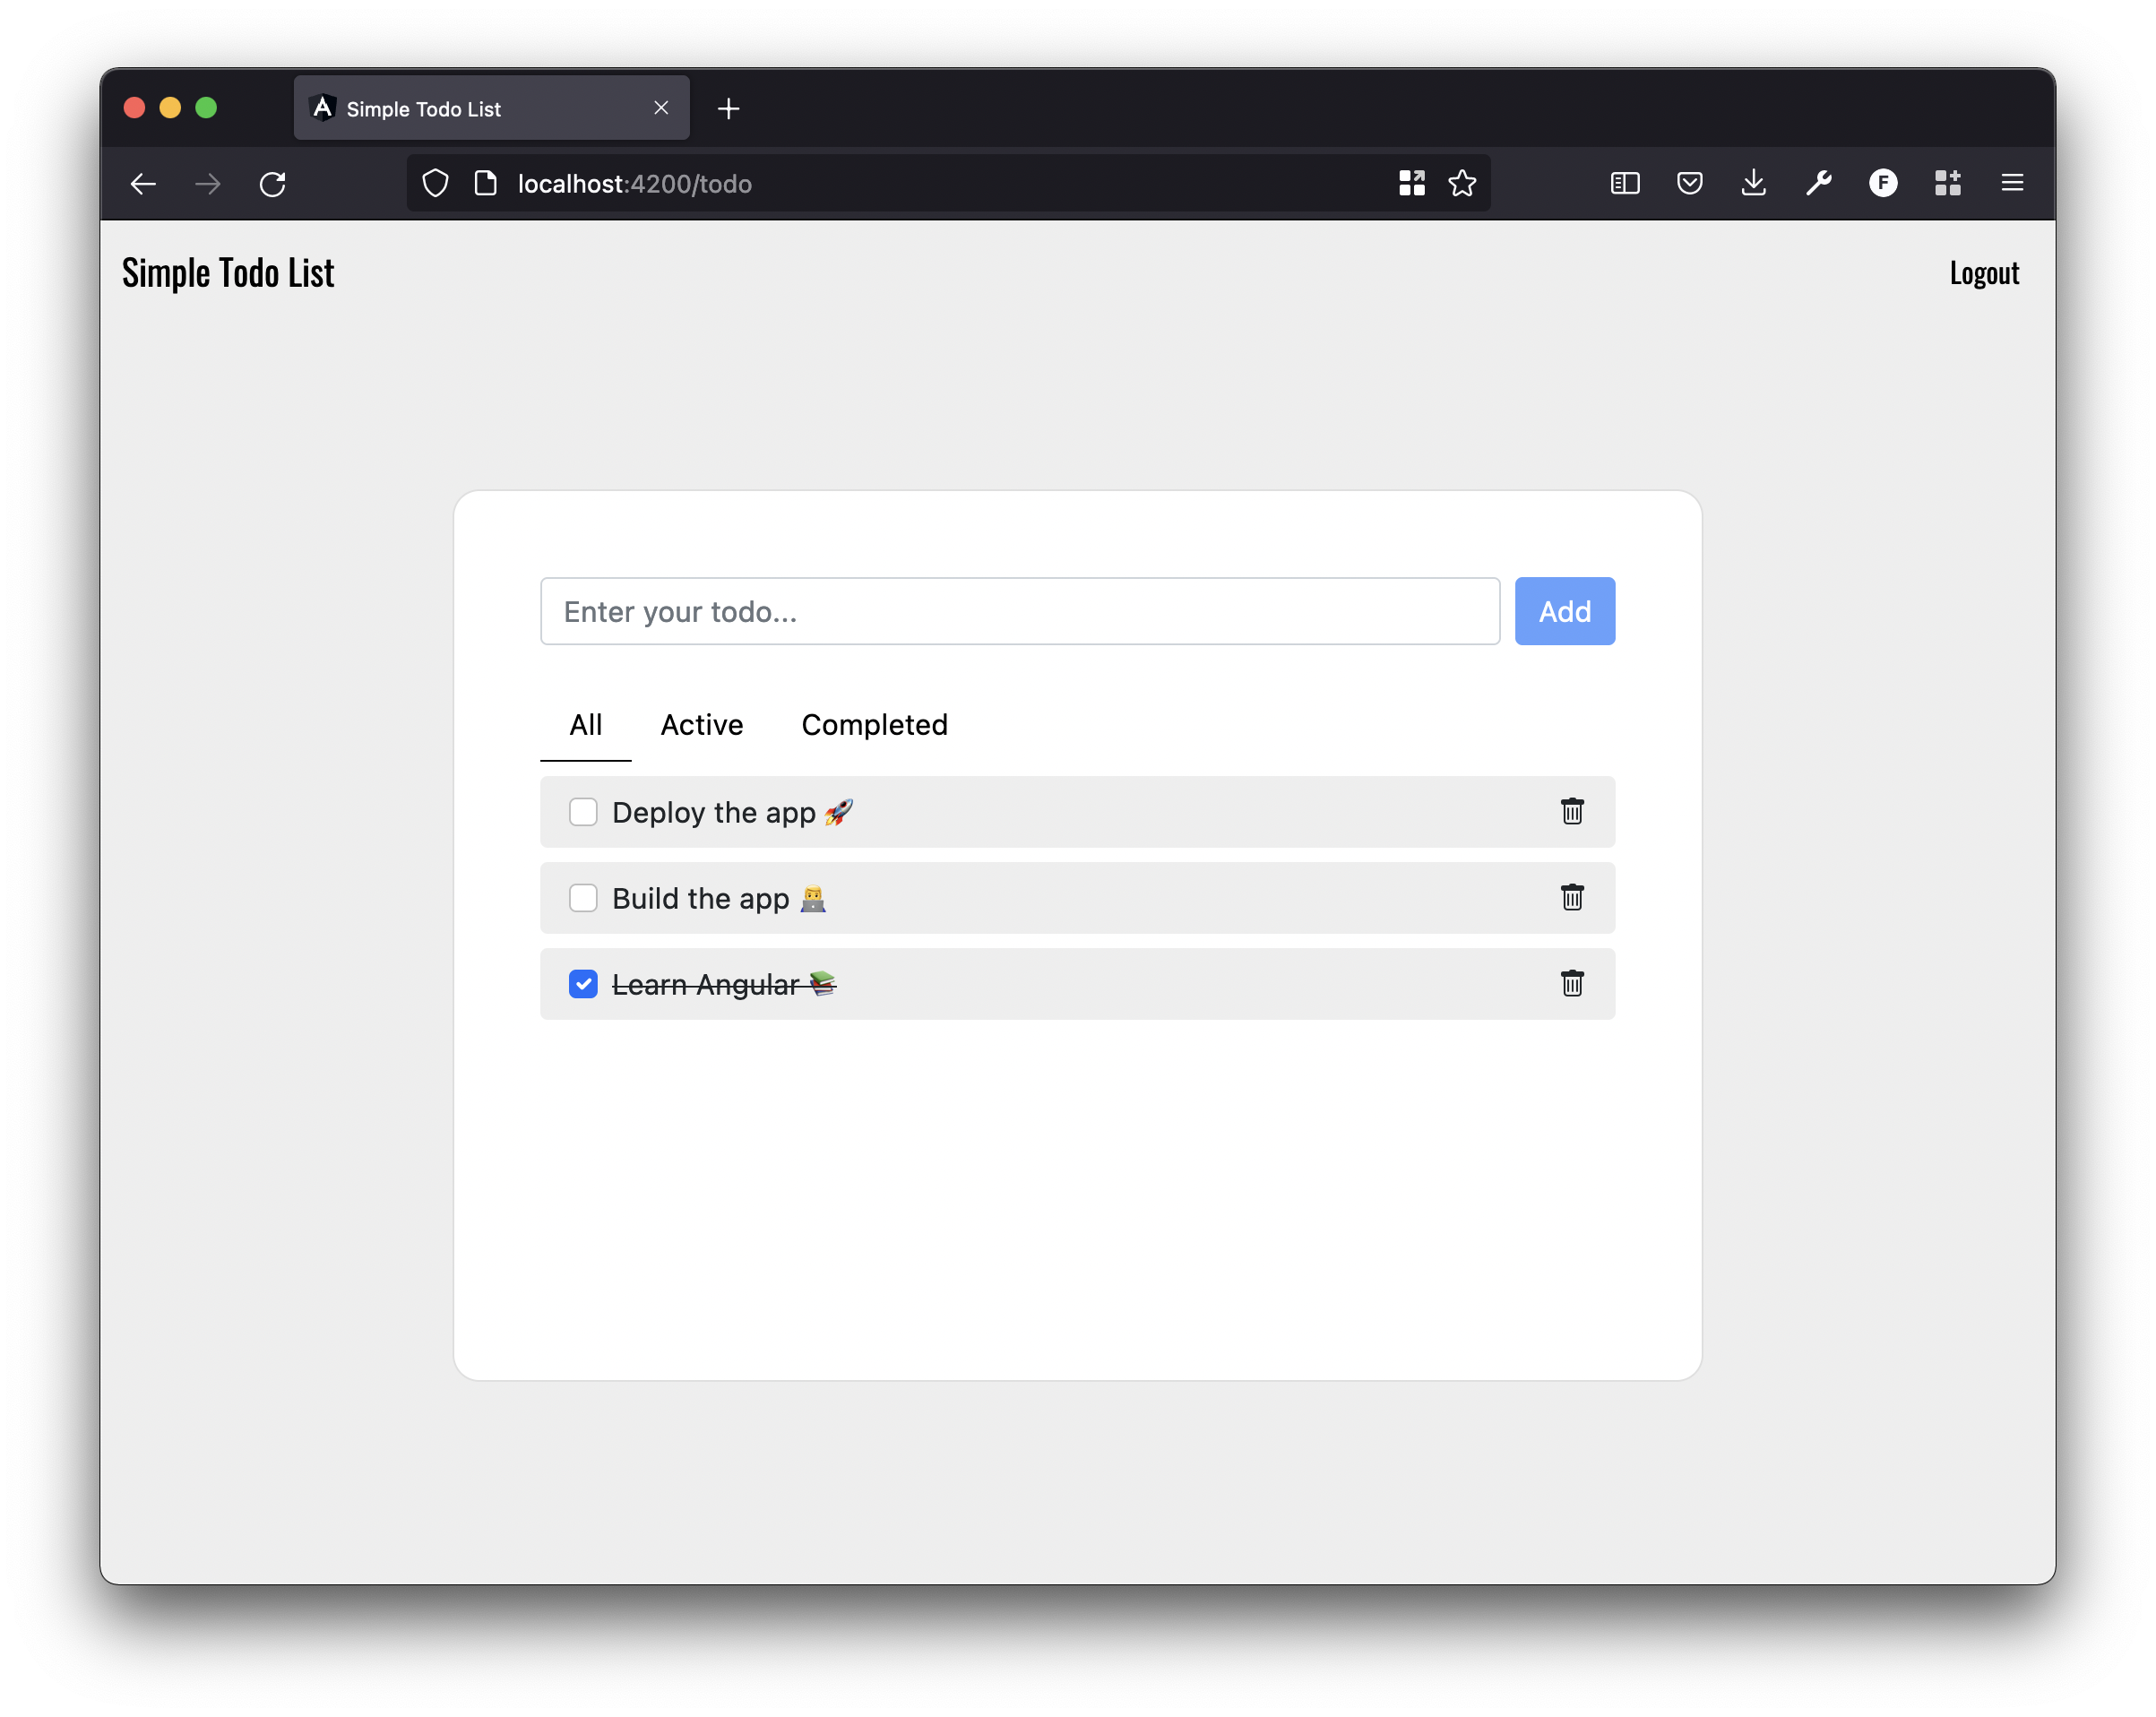 Simple Todo List
localhost:4200/todo
Simple Todo List
Logout
Enter your todo...
Add
All
Active
Completed
Deploy the app 🚀
Build the app 👨🏼‍💻
Learn Angular 📚